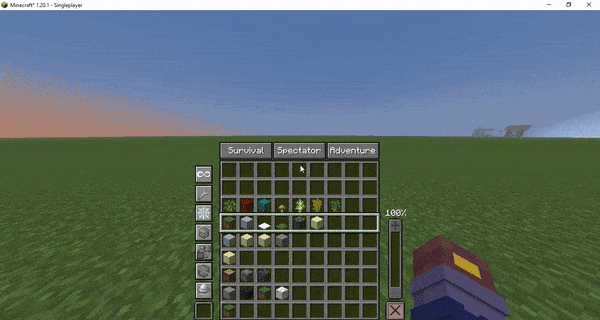 Minecraft* 1.20.1 - Singleplayer
Survival
Spectator
Adventure
100%